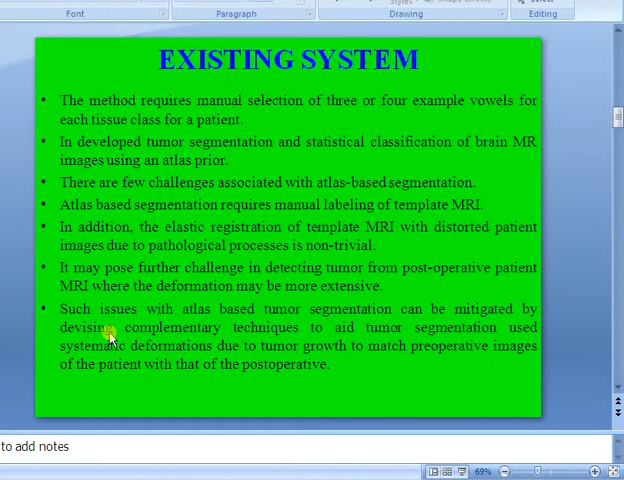 Styles
Shape Effects
Select
Font
Paragraph
Drawing
Editing
EXISTING SYSTEM
• The method requires manual selection of three or four example vowels for
each tissue class for a patient.
• In developed tumor segmentation and statistical classification of brain MR
images using an atlas prior.
• There are few challenges associated with atlas-based segmentation.
• Atlas based segmentation requires manual labeling of template MRI.
• In addition, the elastic registration of template MRI with distorted patient
images due to pathological processes is non-trivial.
• It may pose further challenge in detecting tumor from post-operative patient
MRI where the deformation may be more extensive.
• Such issues with atlas based tumor segmentation can be mitigated by
devising complementary techniques to aid tumor segmentation used
systematic deformations due to tumor growth to match preoperative images
of the patient with that of the postoperative.
to add notes
69%